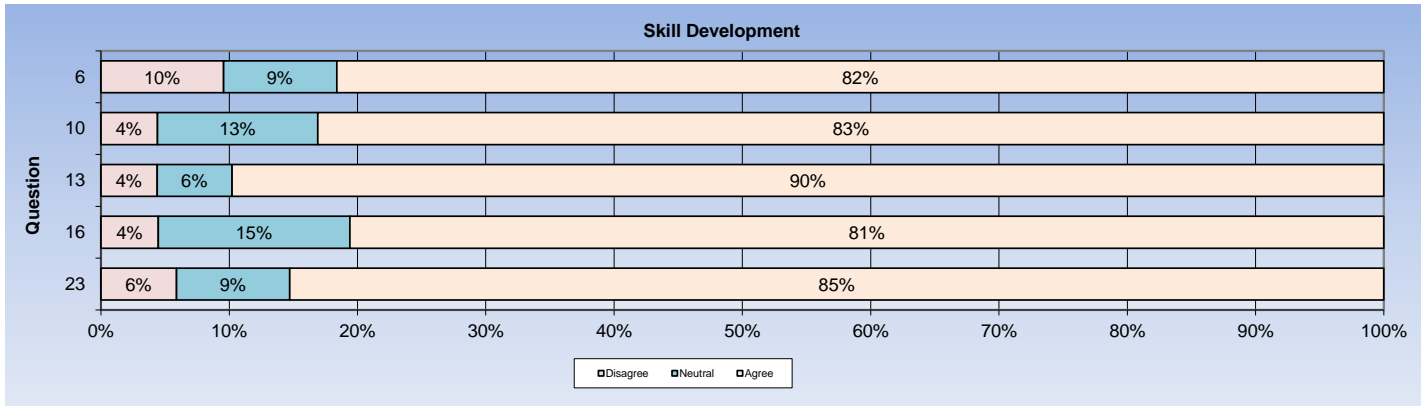 Skill Development
Question
6 10% 9% 82%
10 4% 13% 83%
13 4% 6% 90%
16 4% 15% 81%
23 6% 9% 85%
0% 10% 20% 30% 40% 50% 60% 70% 80% 90% 100%
Disagree Neutral Agree